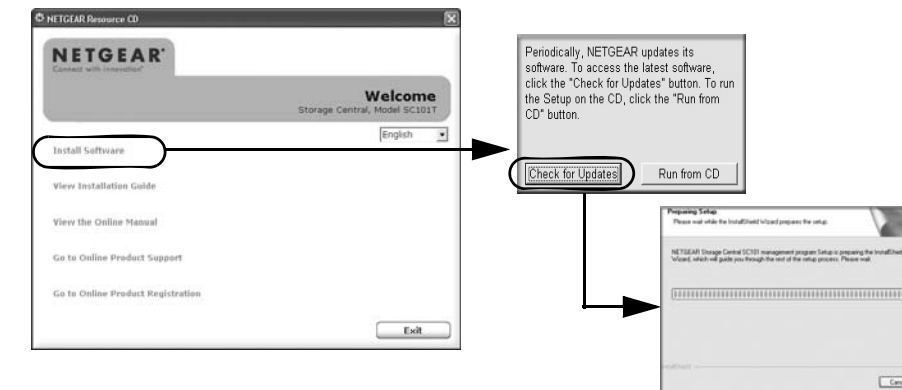 NETGEAR Resource CD
NETGEAR
Connect with Innovation
Welcome
Storage Central, Model SC101T
English
Install Software
View Installation Guide
View the Online Manual
Go to Online Product Support
Go to Online Product Registration
Exit
Periodically, NETGEAR updates its
software. To access the latest software,
click the "Check for Updates" button. To run
the Setup on the CD, click the "Run from
CD" button.
Check for Updates
Run from CD
Preparing Setup
Please wait while the InstallShield Wizard prepares the setup.
NETGEAR Storage Central SC101 management program Setup is preparing the InstallShield
Wizard, which will guide you through the rest of the setup process. Please wait.
InstallShield
Canc